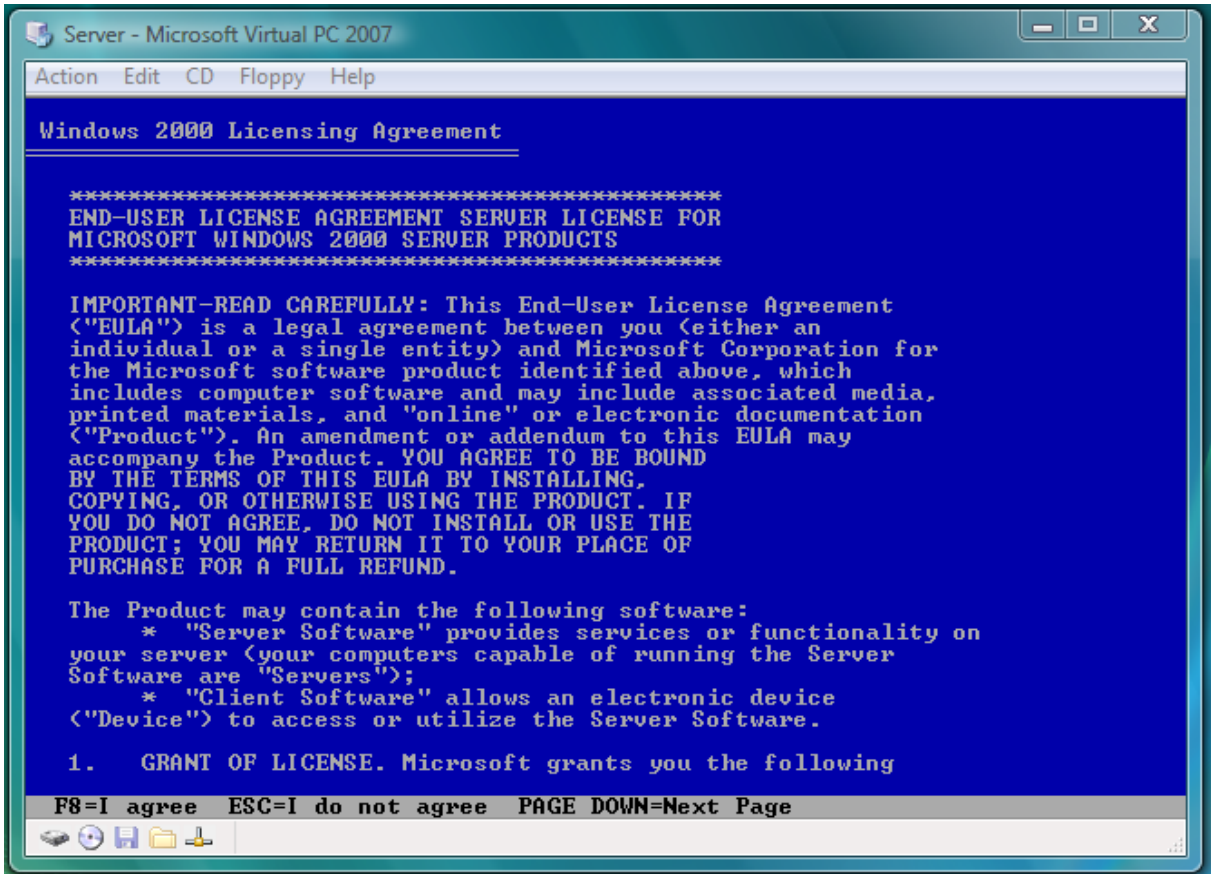 Server - Microsoft Virtual PC 2007
Action Edit CD Floppy Help
Windows 2000 Licensing Agreement
*********************************************
END-USER LICENSE AGREEMENT SERVER LICENSE FOR
MICROSOFT WINDOWS 2000 SERVER PRODUCTS
*********************************************
IMPORTANT-READ CAREFULLY: This End-User License Agreement
("EULA") is a legal agreement between you (either an
individual or a single entity) and Microsoft Corporation for
the Microsoft software product identified above, which
includes computer software and may include associated media,
printed materials, and "online" or electronic documentation
("Product"). An amendment or addendum to this EULA may
accompany the Product. YOU AGREE TO BE BOUND
BY THE TERMS OF THIS EULA BY INSTALLING,
COPYING, OR OTHERWISE USING THE PRODUCT. IF
YOU DO NOT AGREE, DO NOT INSTALL OR USE THE
PRODUCT; YOU MAY RETURN IT TO YOUR PLACE OF
PURCHASE FOR A FULL REFUND.
The Product may contain the following software:
* "Server Software" provides services or functionality on
your server (your computers capable of running the Server
Software are "Servers");
* "Client Software" allows an electronic device
("Device") to access or utilize the Server Software.
1. GRANT OF LICENSE. Microsoft grants you the following
F8=I agree ESC=I do not agree PAGE DOWN=Next Page